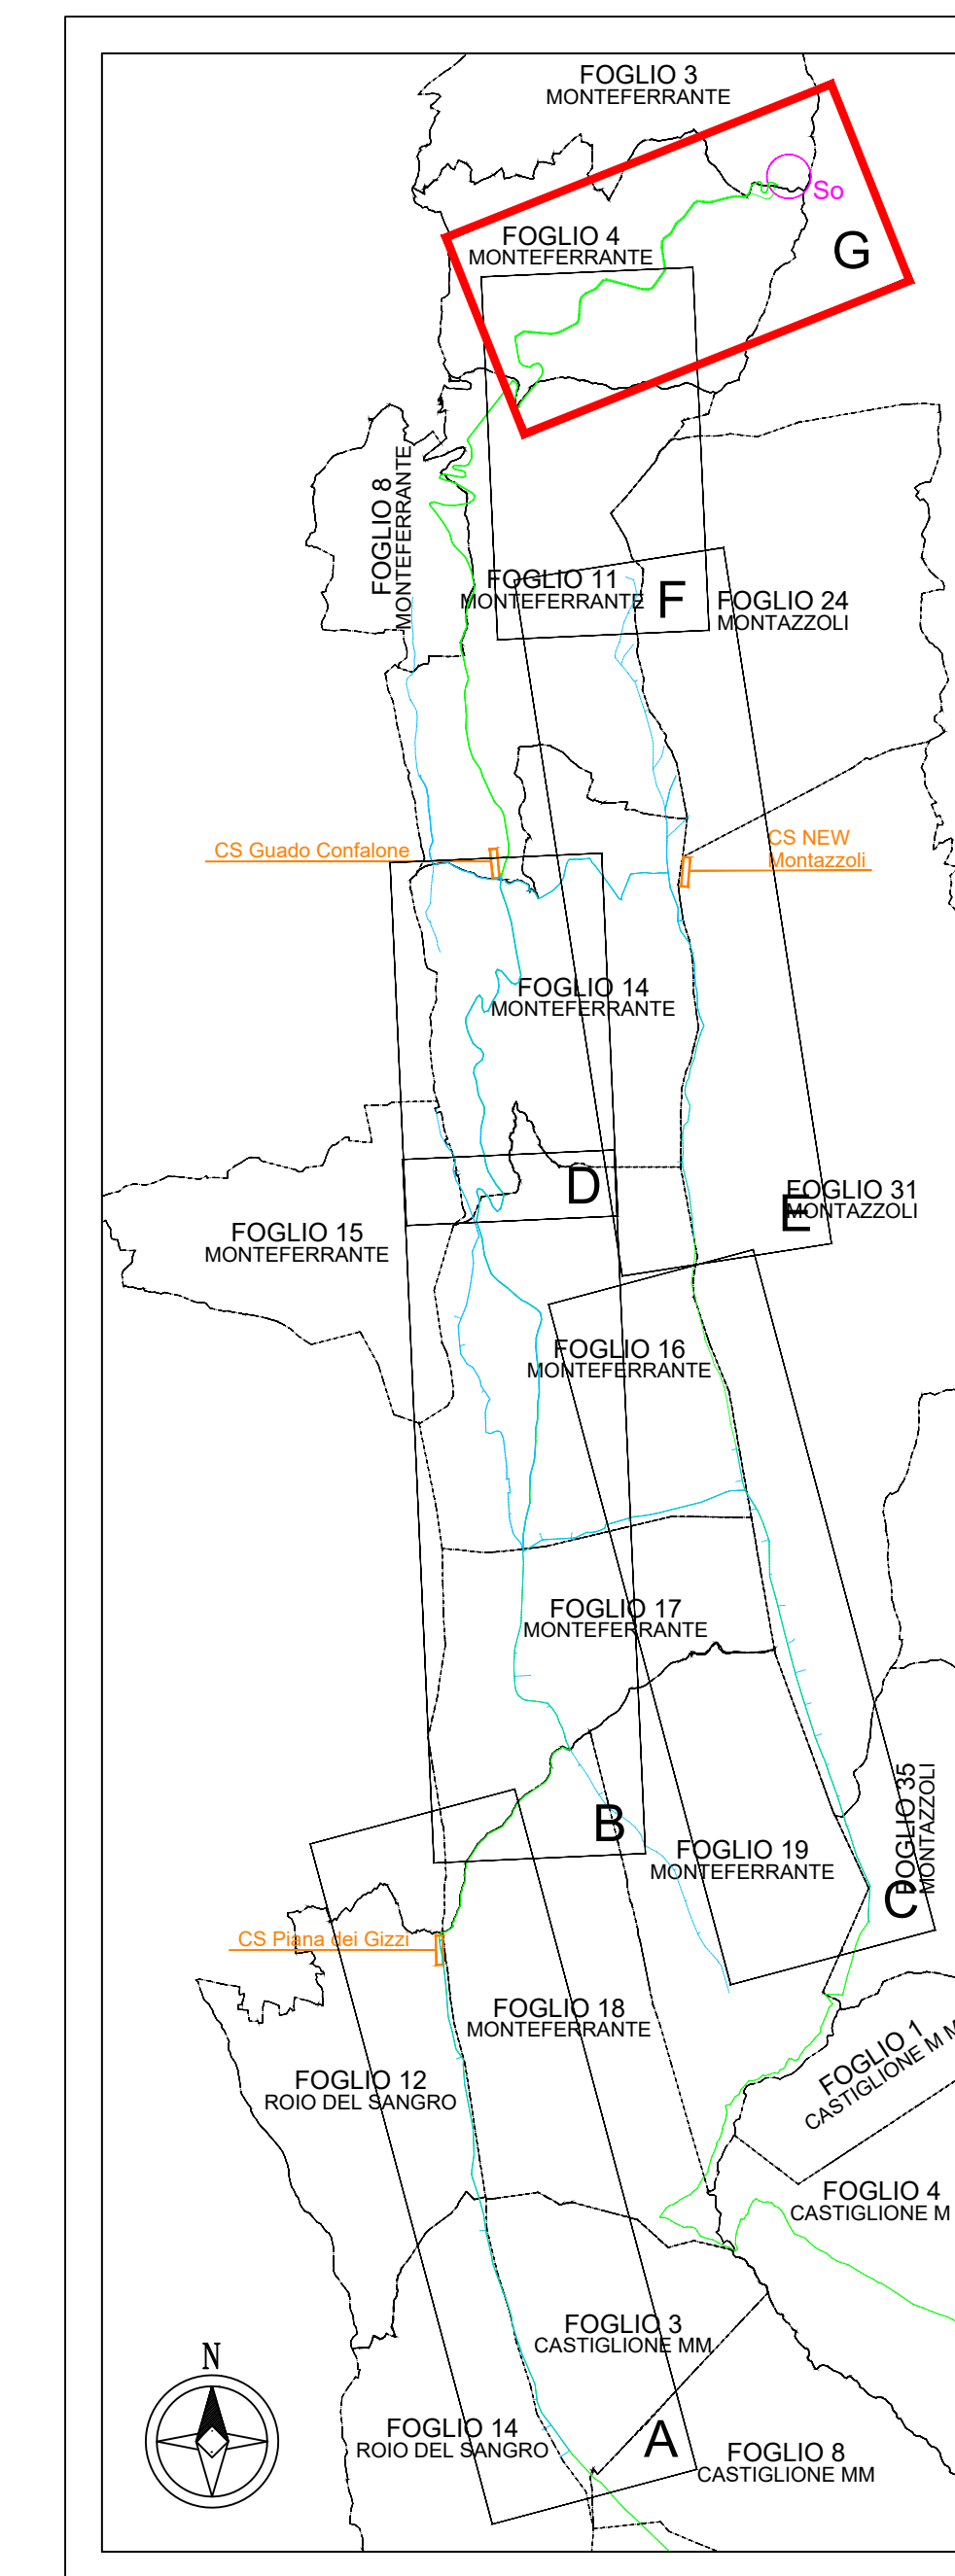 FOGLIO 3
MONTEFERRANTE
So
FOGLIO 4
MONTEFERRANTE
G
FOGLIO 8
MONTEFERRANTE
FOGLIO 11
MONTEFERRANTE
F
FOGLIO 24
MONTAZZOLI
CS Guado Confalone
CS NEW
Montazzoli
FOGLIO 14
MONTEFERRANTE
D
FOGLIO 31
MONTAZZOLI
E
FOGLIO 15
MONTEFERRANTE
FOGLIO 16
MONTEFERRANTE
FOGLIO 17
MONTEFERRANTE
B
FOGLIO 35
MONTAZZOLI
FOGLIO 19
MONTEFERRANTE
C
CS Piana dei Gizzi
FOGLIO 18
MONTEFERRANTE
FOGLIO 1
CASTIGLIONE M M
FOGLIO 12
ROIO DEL SANGRO
FOGLIO 4
CASTIGLIONE M
FOGLIO 3
CASTIGLIONE MM
N
FOGLIO 14
ROIO DEL SANGRO
A
FOGLIO 8
CASTIGLIONE MM